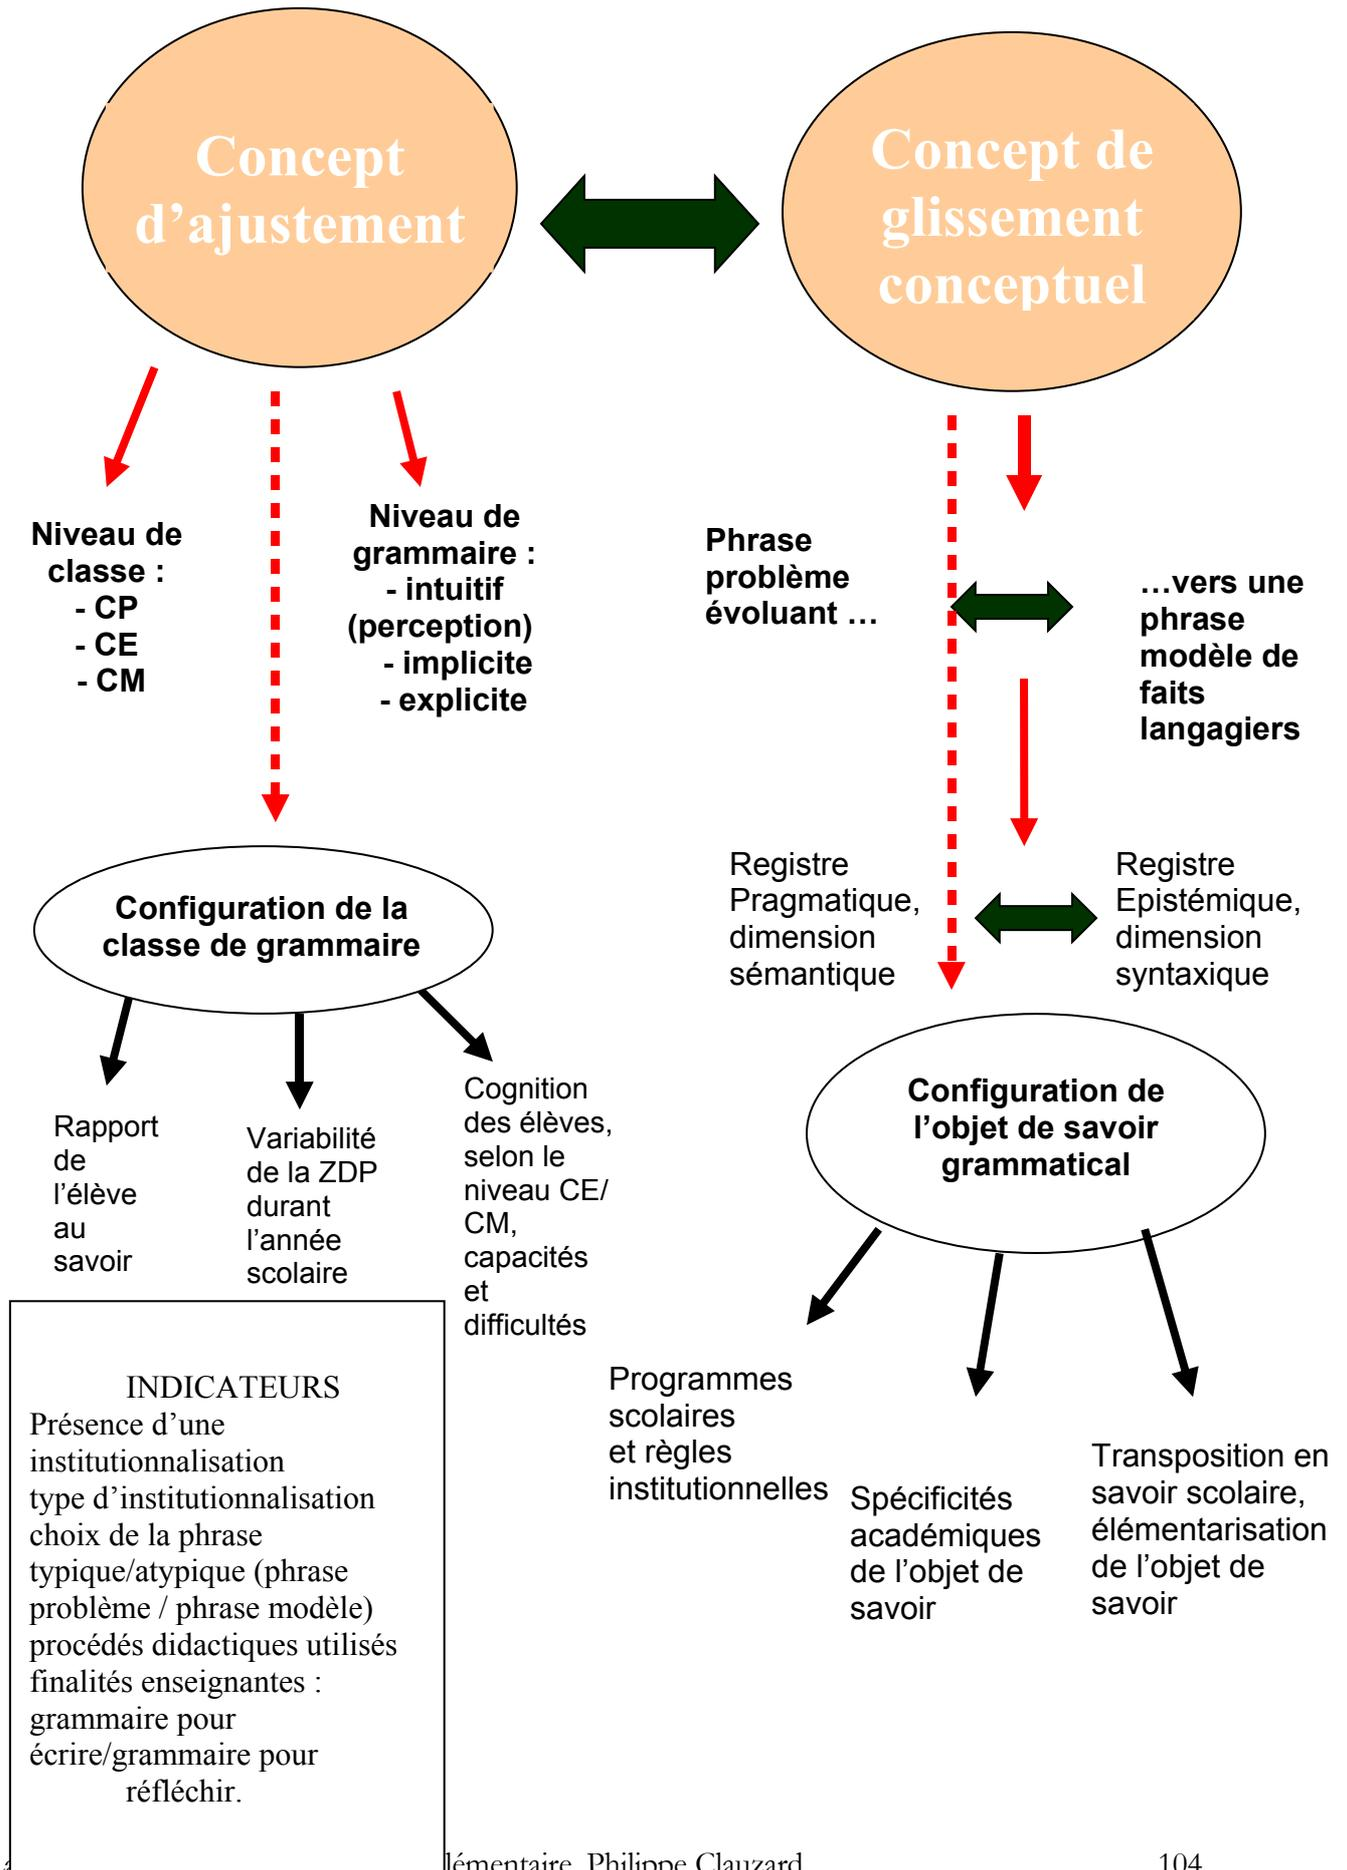 Concept
d’ajustement
Concept de
glissement
conceptuel
Niveau de
classe :
- CP
- CE
- CM
Niveau de
grammaire :
- intuitif
(perception)
- implicite
- explicite
Phrase
problème
évoluant …
…vers une
phrase
modèle de
faits
langagiers
Registre
Pragmatique,
dimension
sémantique
Registre
Epistémique,
dimension
syntaxique
Configuration de la
classe de grammaire
Rapport
de
l’élève
au
savoir
Variabilité
de la ZDP
durant
l’année
scolaire
Cognition
des élèves,
selon le
niveau CE/
CM,
capacités
et
difficultés
Configuration de
l’objet de savoir
grammatical
Programmes
scolaires
et règles
institutionnelles
Spécificités
académiques
de l’objet de
savoir
Transposition en
savoir scolaire,
élémentarisation
de l’objet de
savoir
INDICATEURS
Présence d’une
institutionnalisation
type d’institutionnalisation
choix de la phrase
typique/atypique (phrase
problème / phrase modèle)
procédés didactiques utilisés
finalités enseignantes :
grammaire pour
écrire/grammaire pour
réfléchir.
lémentaire, Philippe Clauzard 104